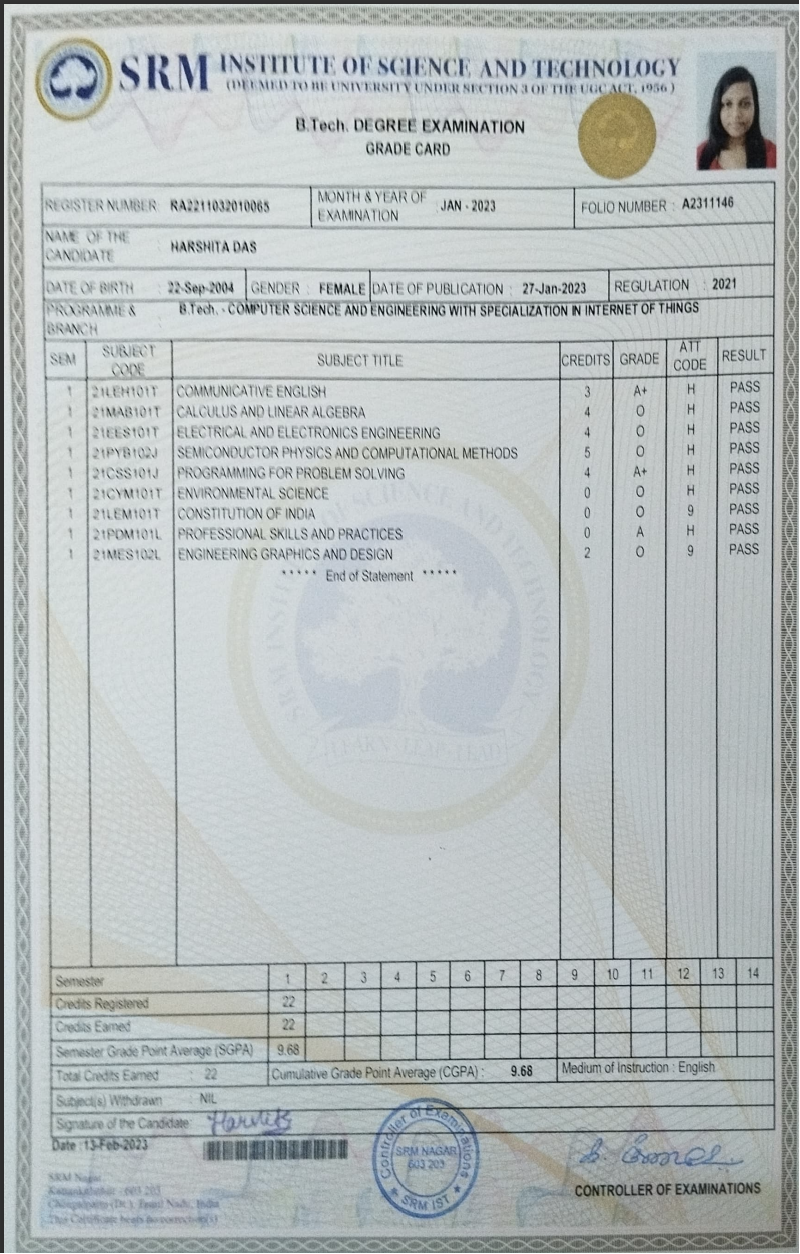 SRM INSTITUTE OF SCIENCE AND TECHNOLOGY
(DEEMED TO BE UNIVERSITY UNDER SECTION 3 OF THE UGC ACT, 1956)
B.Tech. DEGREE EXAMINATION
GRADE CARD
REGISTER NUMBER RA2211032010065 MONTH & YEAR OF EXAMINATION JAN - 2023 FOLIO NUMBER : A2311146
NAME OF THE CANDIDATE : HARSHITA DAS
DATE OF BIRTH : 22-Sep-2004 GENDER : FEMALE DATE OF PUBLICATION : 27-Jan-2023 REGULATION : 2021
PROGRAMME & BRANCH : B.Tech. - COMPUTER SCIENCE AND ENGINEERING WITH SPECIALIZATION IN INTERNET OF THINGS
SEM SUBJECT CODE SUBJECT TITLE CREDITS GRADE ATT CODE RESULT
1 21LEH101T COMMUNICATIVE ENGLISH 3 A+ H PASS
1 21MAB101T CALCULUS AND LINEAR ALGEBRA 4 O H PASS
1 21EES101T ELECTRICAL AND ELECTRONICS ENGINEERING 4 O H PASS
1 21PYB102J SEMICONDUCTOR PHYSICS AND COMPUTATIONAL METHODS 5 O H PASS
1 21CSS101J PROGRAMMING FOR PROBLEM SOLVING 4 A+ H PASS
1 21CYM101T ENVIRONMENTAL SCIENCE 0 O H PASS
1 21LEM101T CONSTITUTION OF INDIA 0 O 9 PASS
1 21PDM101L PROFESSIONAL SKILLS AND PRACTICES 0 A H PASS
1 21MES102L ENGINEERING GRAPHICS AND DESIGN 2 O 9 PASS
***** End of Statement *****
SRM INSTITUTE OF SCIENCE AND TECHNOLOGY
LEARN LEAP LEAD
Semester 1 2 3 4 5 6 7 8 9 10 11 12 13 14
Credits Registered 22
Credits Earned 22
Semester Grade Point Average (SGPA) 9.68
Total Credits Earned : 22 Cumulative Grade Point Average (CGPA) : 9.68 Medium of Instruction : English
Subject(s) Withdrawn : NIL
Signature of the Candidate:
Date : 13-Feb-2023
Controller of Examinations
SRM NAGAR
603 203
SRM IST
SRM Nagar
Kattankulathur - 603 203
Chengalpattu (Dt.), Tamil Nadu, India
This Certificate bears no correction(s)
CONTROLLER OF EXAMINATIONS